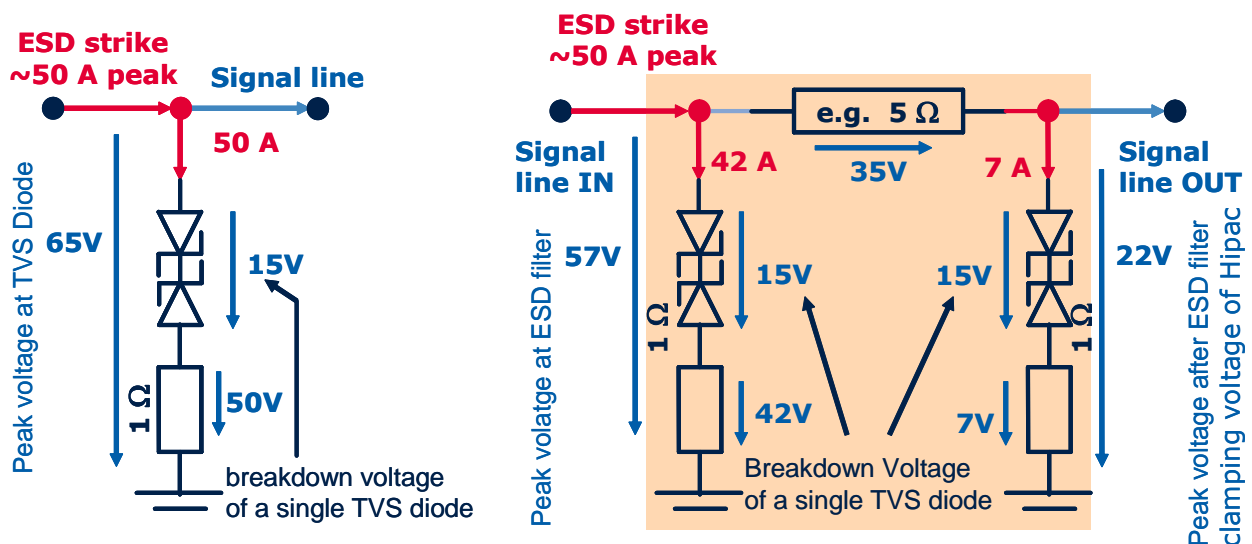 ESD strike
~50 A peak
Signal line
50 A
Peak voltage at TVS Diode
65V
15V
1 Ω
50V
breakdown voltage
of a single TVS diode
ESD strike
~50 A peak
e.g. 5 Ω
35V
Signal
line IN
42 A
7 A
Signal
line OUT
Peak volatge at ESD filter
57V
15V
15V
22V
1 Ω
1 Ω
42V
7V
Breakdown Voltage
of a single TVS diode
Peak voltage after ESD filter
clamping voltage of Hipac